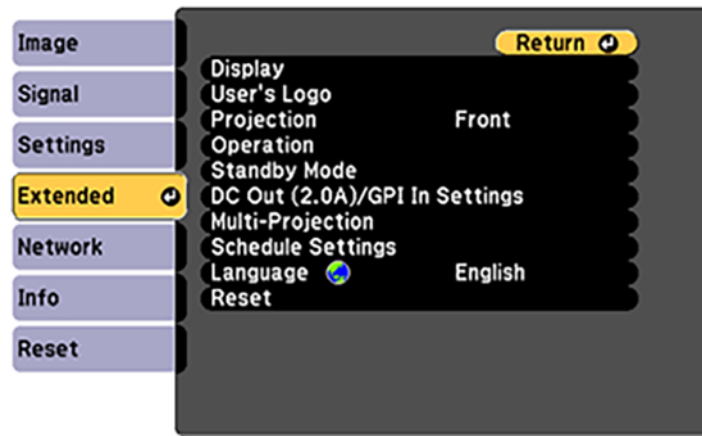 Image
Signal
Settings
Extended
Network
Info
Reset
Return
Display
User's Logo
Projection Front
Operation
Standby Mode
DC Out (2.0A)/GPI In Settings
Multi-Projection
Schedule Settings
Language English
Reset